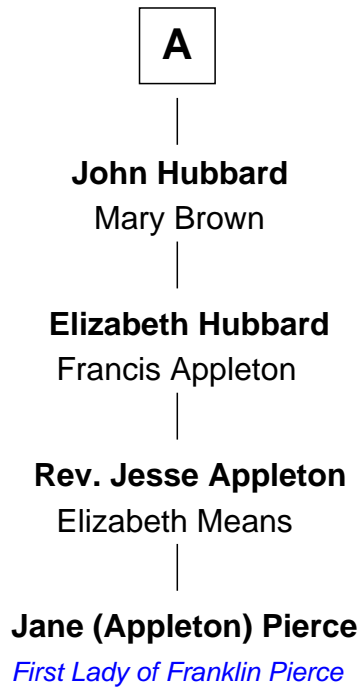 A
John Hubbard
Mary Brown
Elizabeth Hubbard
Francis Appleton
Rev. Jesse Appleton
Elizabeth Means
Jane (Appleton) Pierce
First Lady of Franklin Pierce